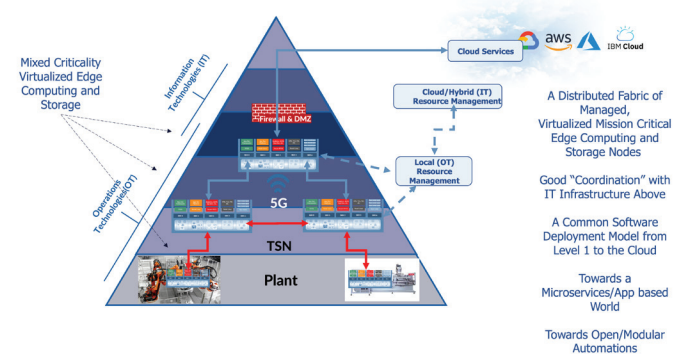 Mixed Criticality
Virtualized Edge
Computing and
Storage
Information
Technologies (IT)
Operations
Technologies(OT)
Firewall & DMZ
5G
TSN
Plant
Cloud Services
aws
IBM Cloud
Cloud/Hybrid (IT)
Resource Management
Local (OT)
Resource
Management
A Distributed Fabric of
Managed,
Virtualized Mission Critical
Edge Computing and
Storage Nodes
Good “Coordination” with
IT Infrastructure Above
A Common Software
Deployment Model from
Level 1 to the Cloud
Towards a
Microservices/App based
World
Towards Open/Modular
Automations